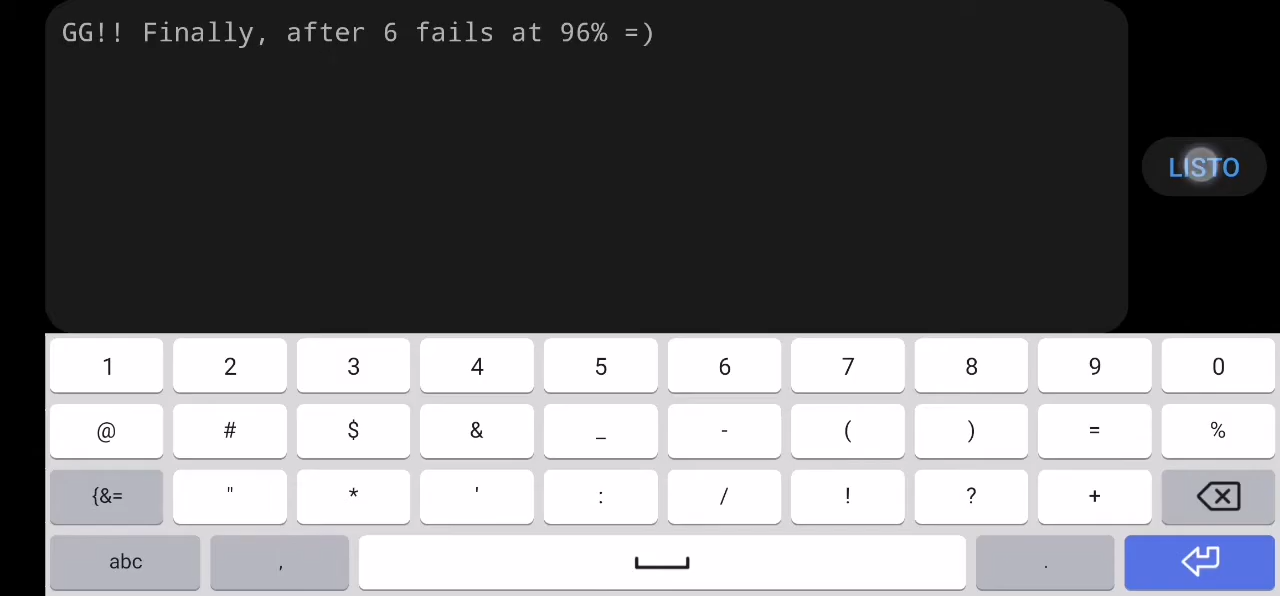 GG!! Finally, after 6 fails at 96% =)
LISTO
1 2 3 4 5 6 7 8 9 0
@ # $ & _ - ( ) = %
{&= " * ' : / ! ? +
abc , .